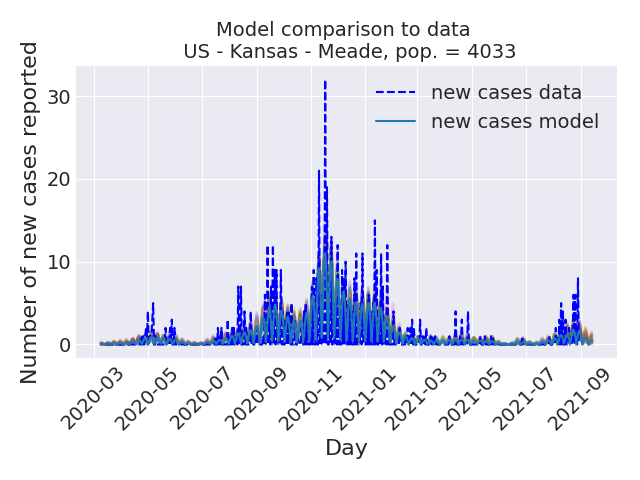 Model comparison to data
US - Kansas - Meade, pop. = 4033
Number of new cases reported
30
20
10
0
new cases data
new cases model
2020-03
2020-05
2020-07
2020-09
2020-11
2021-01
2021-03
2021-05
2021-07
2021-09
Day